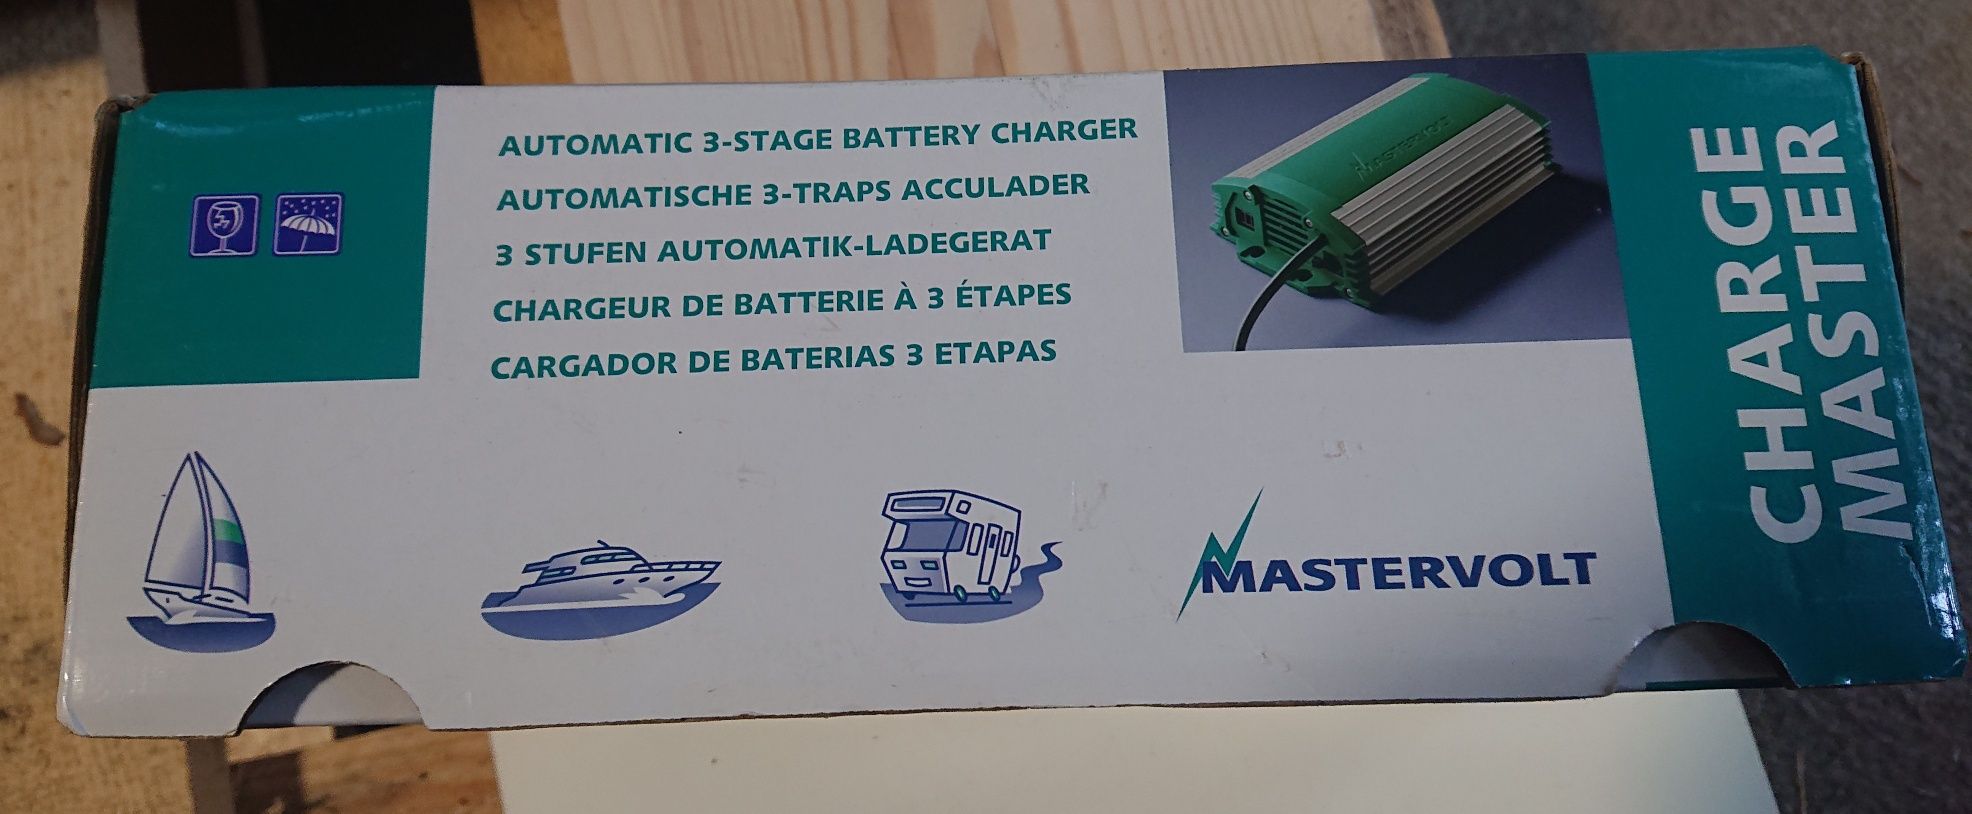 AUTOMATIC 3-STAGE BATTERY CHARGER
AUTOMATISCHE 3-TRAPS ACCULADER
3 STUFEN AUTOMATIK-LADEGERAT
CHARGEUR DE BATTERIE À 3 ÉTAPES
CARGADOR DE BATERIAS 3 ETAPAS
MASTERVOLT
MASTERVOLT
CHARGE
MASTER